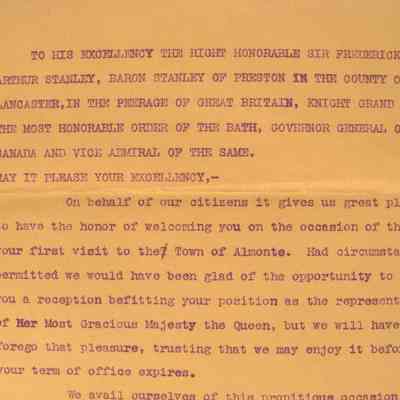 TO HIS EXCELLENCY THE RIGHT HONORABLE SIR FREDERICK
ARTHUR STANLEY, BARON STANLEY OF PRESTON IN THE COUNTY O
LANCASTER,IN THE PEERAGE OF GREAT BRITAIN, KNIGHT GRAND
THE MOST HONORABLE ORDER OF THE BATH, GOVERNOR GENERAL O
CANADA AND VICE ADMIRAL OF THE SAME.
MAY IT PLEASE YOUR EXCELLENCY,-
On behalf of our citizens it gives us great pl
to have the honor of welcoming you on the occasion of th
your first visit to the Town of Almonte. Had circumsta
permitted we would have been glad of the opportunity to
you a reception befitting your position as the represent
of Her Most Gracious Majesty the Queen, but we will have
forego that pleasure, trusting that we may enjoy it befo
your term of office expires.
We avail ourselves of this propitious occasion